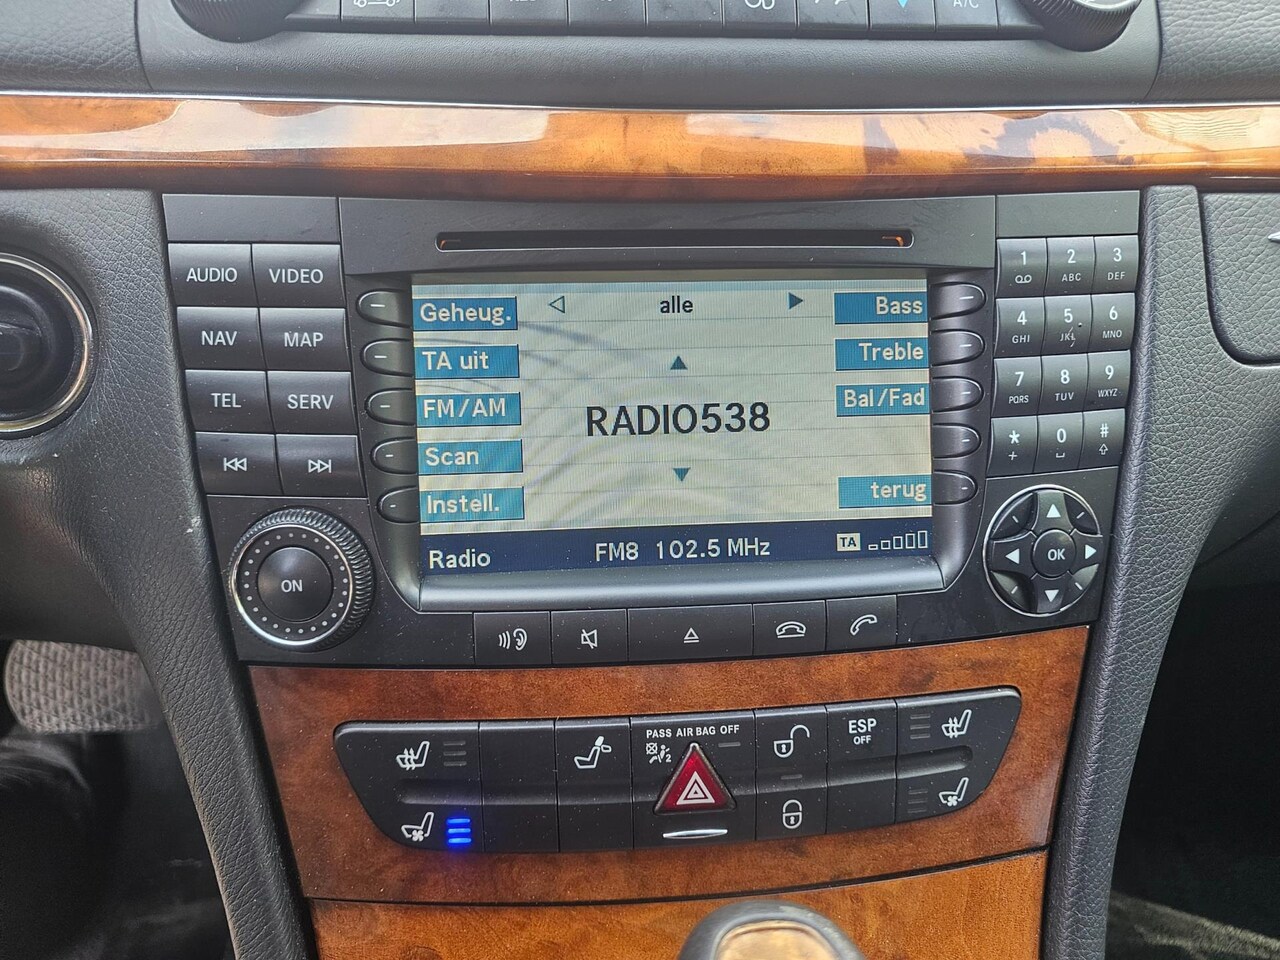 A/C
AUDIO
VIDEO
NAV
MAP
TEL
SERV
ON
Geheug.
TA uit
FM/AM
Scan
Instell.
alle
RADIO538
Bass
Treble
Bal/Fad
terug
Radio
FM8 102.5 MHz
TA
1
2
ABC
3
DEF
4
GHI
5
JKL
6
MNO
7
PQRS
8
TUV
9
WXYZ
*
+
0
#
OK
PASS AIR BAG OFF
2
ESP
OFF